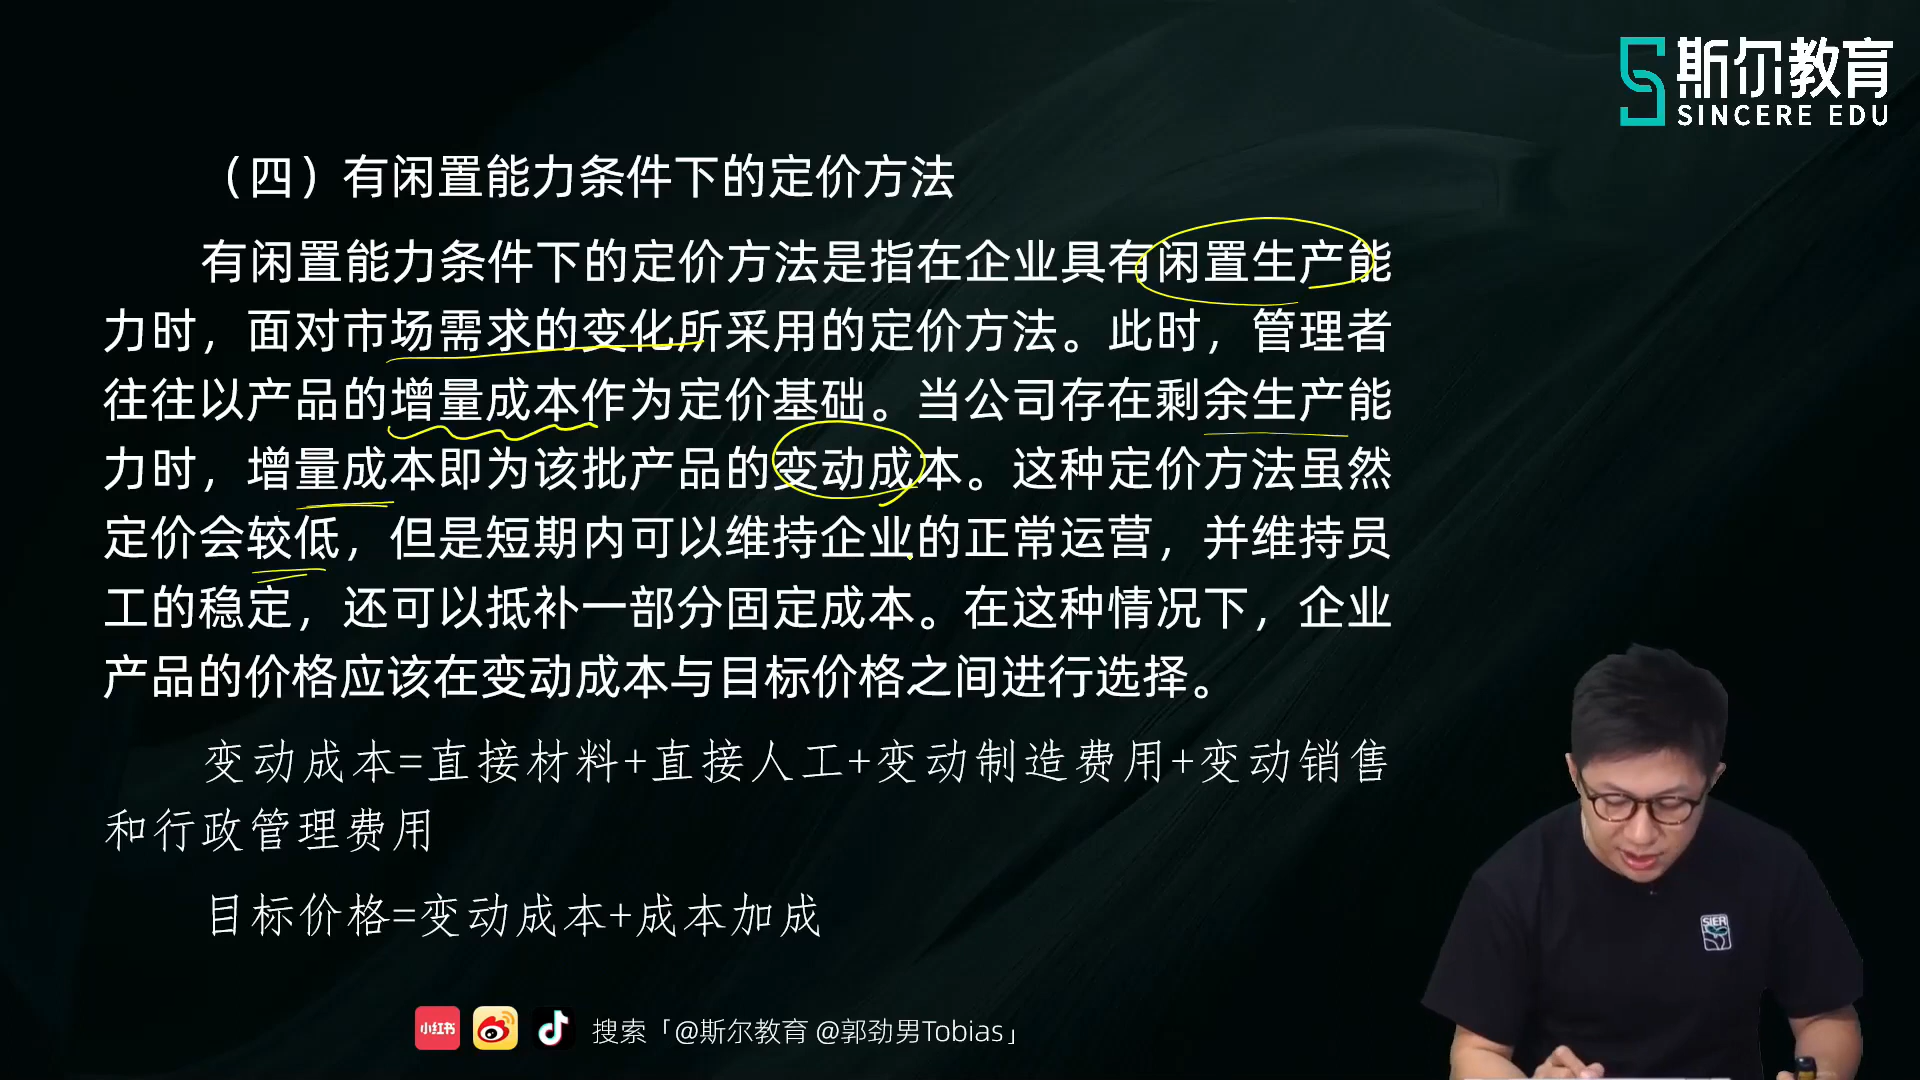 斯尔教育
SINCERE EDU
（四）有闲置能力条件下的定价方法
有闲置能力条件下的定价方法是指在企业具有闲置生产能
力时，面对市场需求的变化所采用的定价方法。此时，管理者
往往以产品的增量成本作为定价基础。当公司存在剩余生产能
力时，增量成本即为该批产品的变动成本。这种定价方法虽然
定价会较低，但是短期内可以维持企业的正常运营，并维持员
工的稳定，还可以抵补一部分固定成本。在这种情况下，企业
产品的价格应该在变动成本与目标价格之间进行选择。
变动成本=直接材料+直接人工+变动制造费用+变动销售
和行政管理费用
目标价格=变动成本+成本加成
SIER
小红书
搜索「@斯尔教育 @郭劲男Tobias」